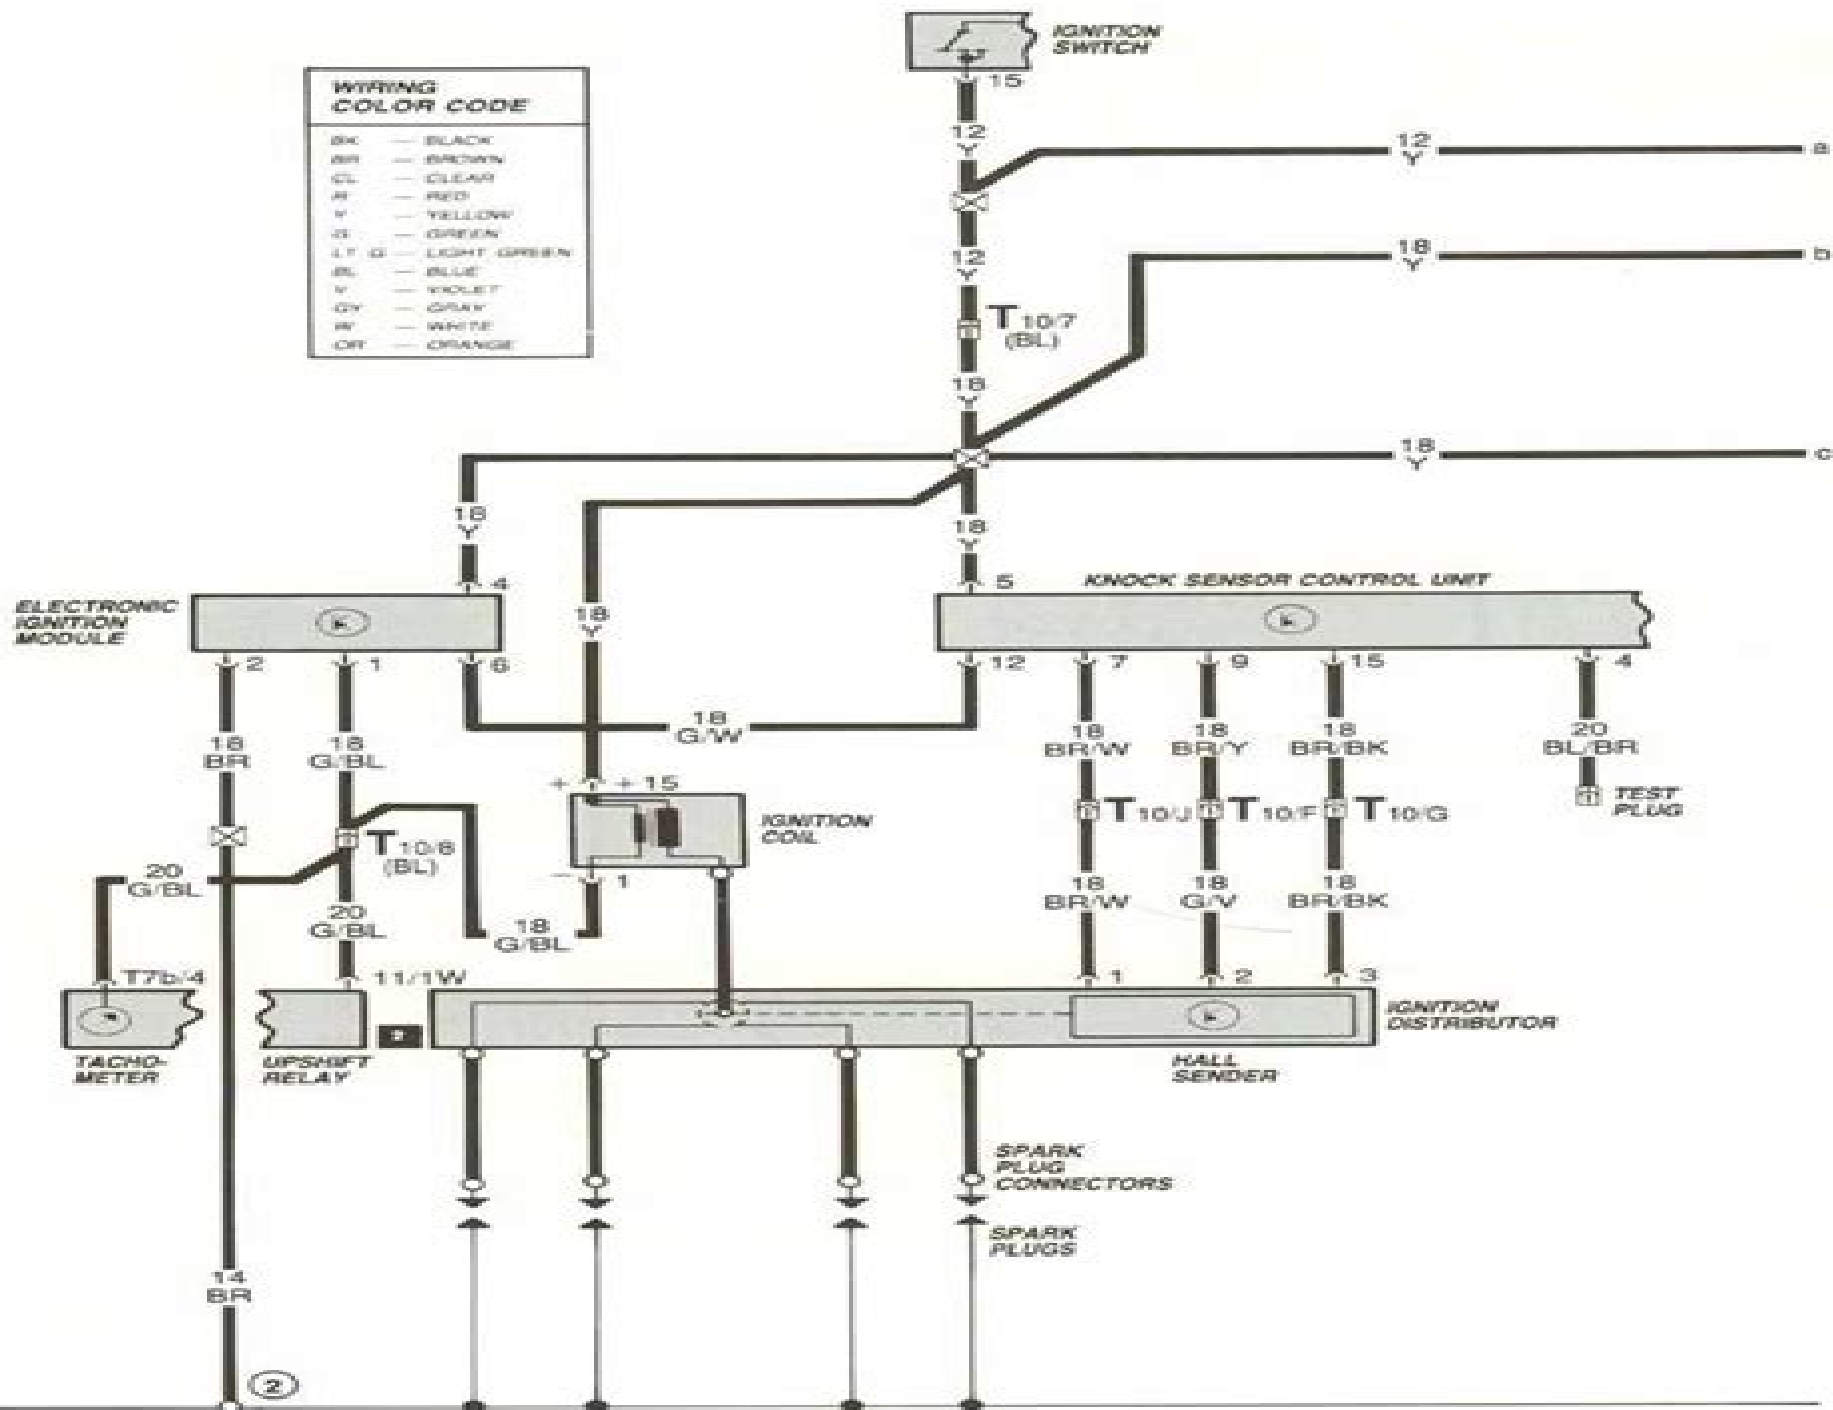 IGNITION
SWITCH
15
WIRING
COLOR CODE
BK — BLACK
BR — BROWN
CL — CLEAR
R — RED
Y — YELLOW
G — GREEN
LT G — LIGHT GREEN
BL — BLUE
V — VIOLET
GY — GRAY
W — WHITE
OR — ORANGE
12
Y
12
Y
a
12
Y
18
Y
b
T 10/7
(BL)
18
Y
18
Y
c
18
Y
18
Y
4
5
KNOCK SENSOR CONTROL UNIT
ELECTRONIC
IGNITION
MODULE
18
Y
2
1
6
12
7
9
15
4
18
BR
18
G/BL
18
G/W
18
BR/W
18
BR/Y
18
BR/BK
20
BL/BR
+
+ 15
T 10/J
T 10/F
T 10/G
TEST
PLUG
IGNITION
COIL
T 10/8
(BL)
20
G/BL
– 1
18
BR/W
18
G/V
18
BR/BK
20
G/BL
18
G/BL
T7b/4
11/1W
1
2
3
IGNITION
DISTRIBUTOR
TACHO-
METER
UPSHIFT
RELAY
HALL
SENDER
SPARK
PLUG
CONNECTORS
SPARK
PLUGS
14
BR
2